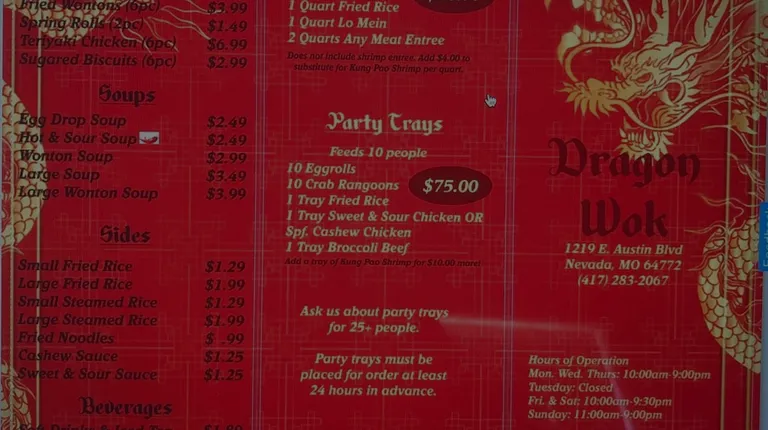 Fried Wontons (6pc) $3.99
Spring Rolls (2pc) $1.49
Teriyaki Chicken (6pc) $6.99
Sugared Biscuits (6pc) $2.99
Soups
Egg Drop Soup $2.49
Hot & Sour Soup $2.49
Wonton Soup $2.99
Large Soup $3.49
Large Wonton Soup $3.99
Sides
Small Fried Rice $1.29
Large Fried Rice $1.99
Small Steamed Rice $1.29
Large Steamed Rice $1.99
Fried Noodles $ .99
Cashew Sauce $1.25
Sweet & Sour Sauce $1.25
Beverages
1 Quart Fried Rice
1 Quart Lo Mein
2 Quarts Any Meat Entree
Does not include shrimp entree. Add $4.00 to
substitute for Kung Pao Shrimp per quart.
Party Trays
Feeds 10 people
10 Eggrolls
10 Crab Rangoons $75.00
1 Tray Fried Rice
1 Tray Sweet & Sour Chicken OR
Spf. Cashew Chicken
1 Tray Broccoli Beef
Add a tray of Kung Pao Shrimp for $10.00 more!
Ask us about party trays
for 25+ people.
Party trays must be
placed for order at least
24 hours in advance.
Dragon
Wok
1219 E. Austin Blvd
Nevada, MO 64772
(417) 283-2067
Hours of Operation
Mon. Wed. Thurs: 10:00am-9:00pm
Tuesday: Closed
Fri. & Sat: 10:00am-9:30pm
Sunday: 11:00am-9:00pm